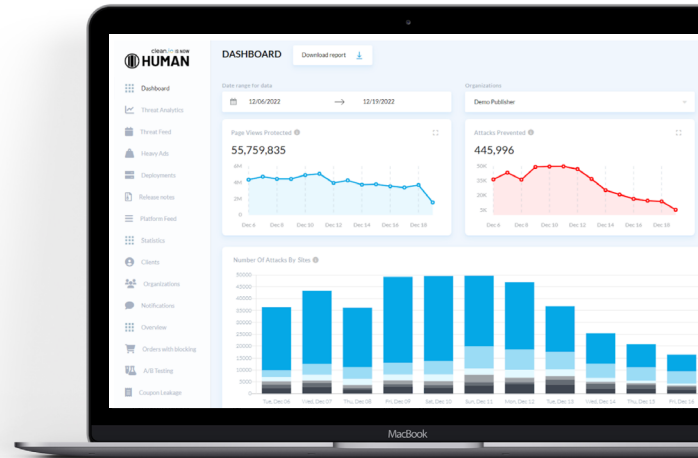 clean.io IS NOW
HUMAN
DASHBOARD
Download report
Dashboard
Threat Analytics
Threat Feed
Heavy Ads
Deployments
Release notes
Platform Feed
Statistics
Clients
Organizations
Notifications
Overview
Orders with blocking
A/B Testing
Coupon Leakage
Date range for data
12/06/2022 → 12/19/2022
Organizations
Demo Publisher
Page Views Protected
55,759,835
4M
2M
0
Dec 6 Dec 8 Dec 10 Dec 12 Dec 14 Dec 16 Dec 18
Attacks Prevented
445,996
50K
20K
5K
Dec 6 Dec 8 Dec 10 Dec 12 Dec 14 Dec 16 Dec 18
Number Of Attacks By Sites
50000
45000
40000
35000
30000
25000
20000
15000
10000
5000
0
Tue, Dec 06 Wed, Dec 07 Thu, Dec 08 Fri, Dec 09 Sat, Dec 10 Sun, Dec 11 Mon, Dec 12 Tue, Dec 13 Wed, Dec 14 Thu, Dec 15 Fri, Dec 16
MacBook